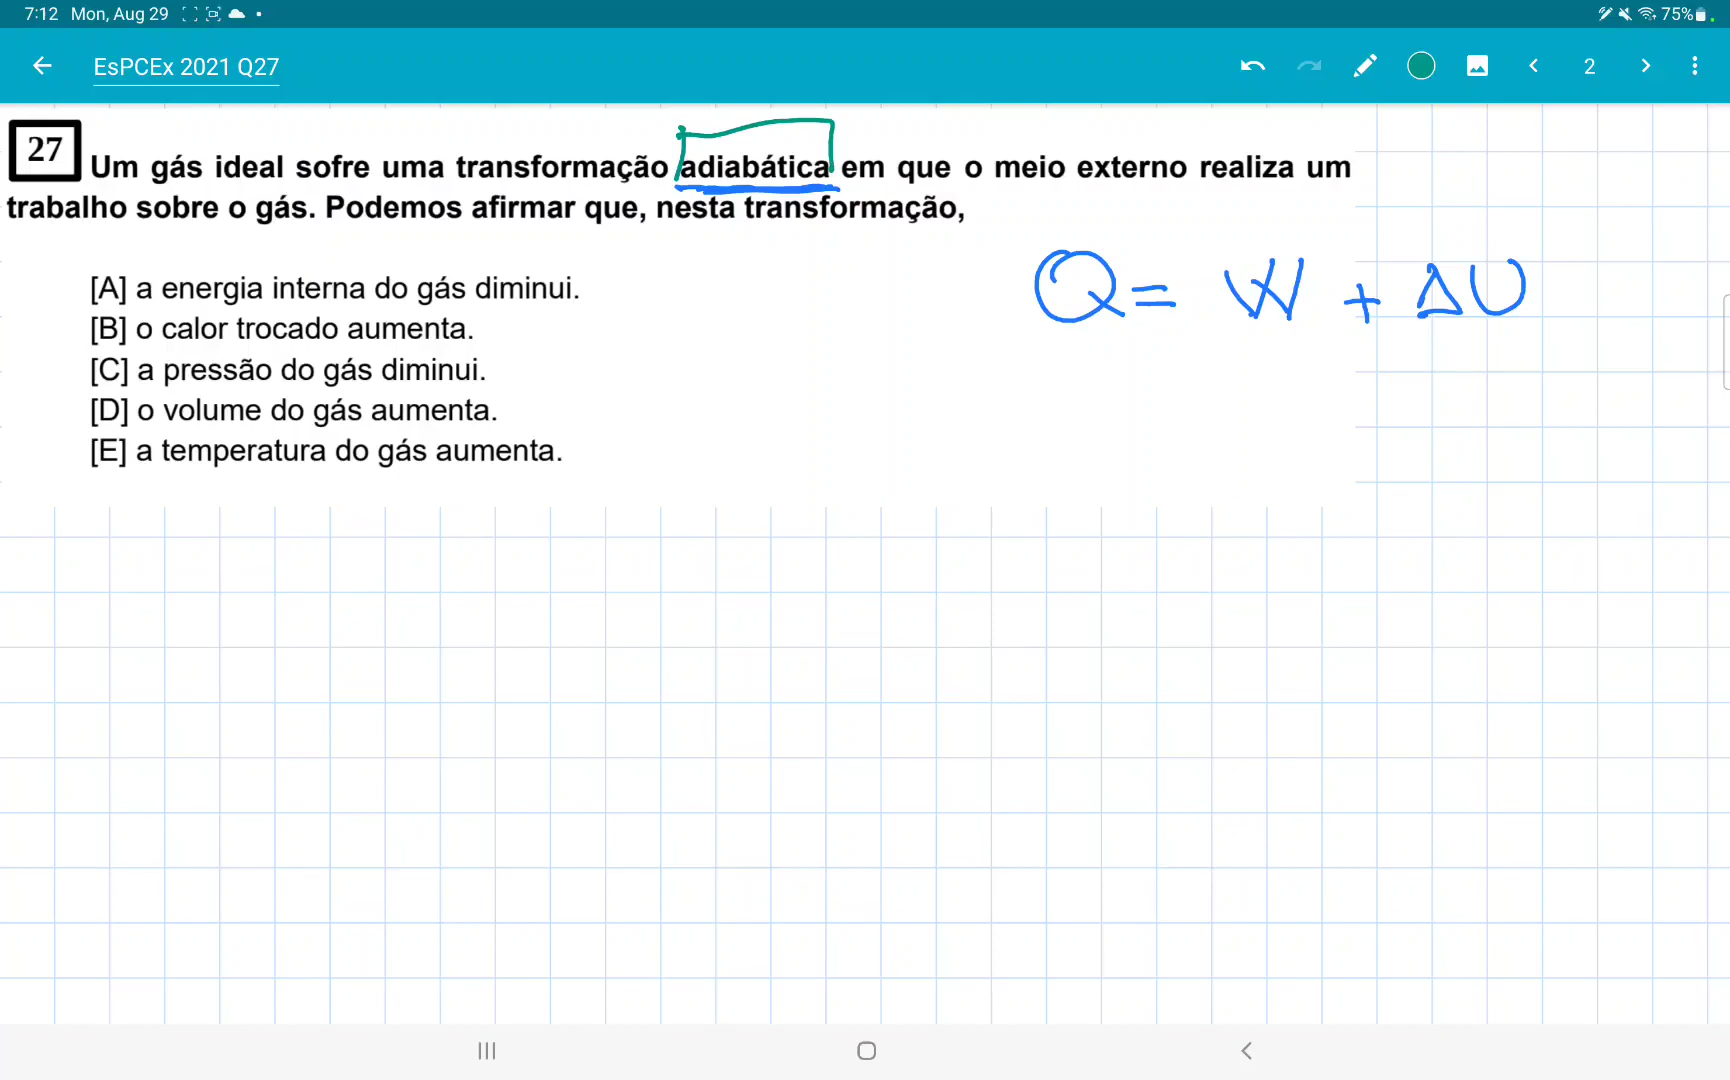 7:12 Mon, Aug 29 75%
EsPCEx 2021 Q27 2
27 Um gás ideal sofre uma transformação adiabática em que o meio externo realiza um
trabalho sobre o gás. Podemos afirmar que, nesta transformação,
Q = W + ΔU
[A] a energia interna do gás diminui.
[B] o calor trocado aumenta.
[C] a pressão do gás diminui.
[D] o volume do gás aumenta.
[E] a temperatura do gás aumenta.